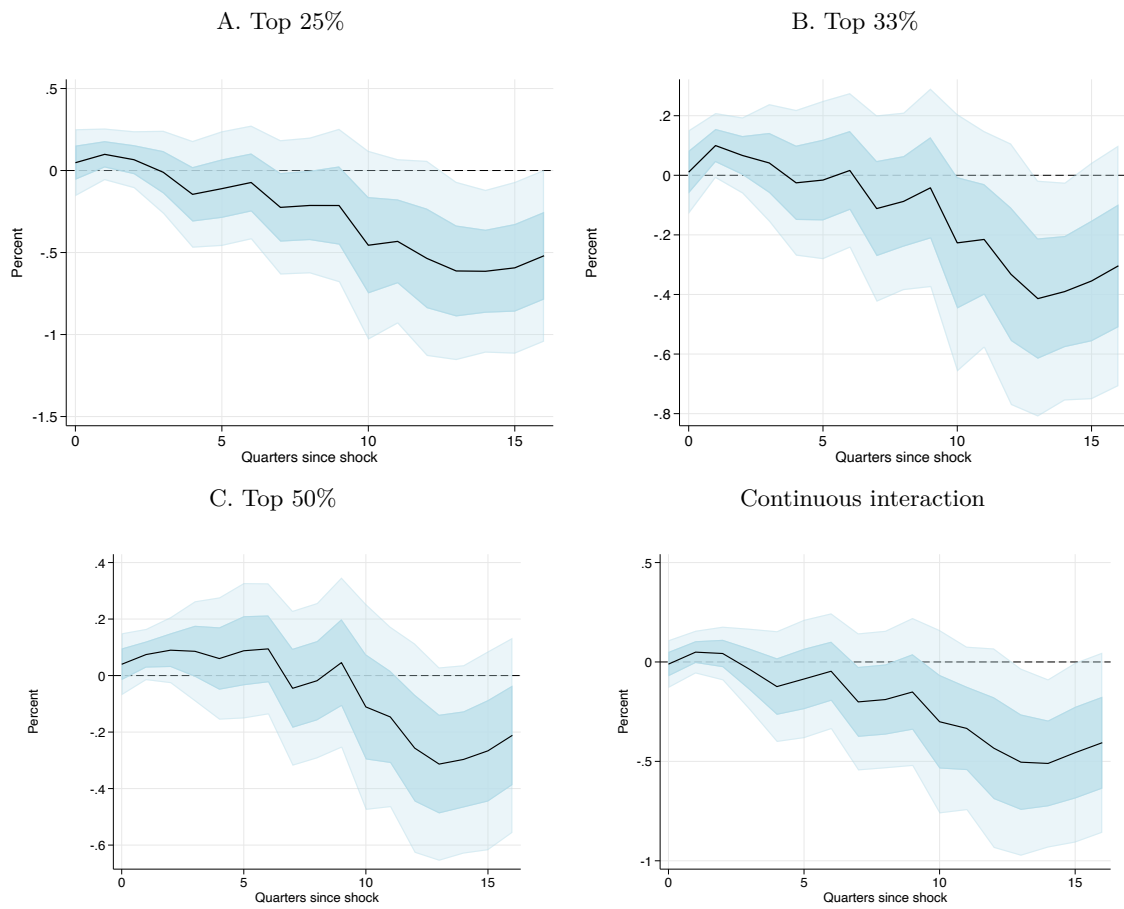 A. Top 25%
.5
0
-.5
-1
-1.5
Percent
0 5 10 15
Quarters since shock
B. Top 33%
.2
0
-.2
-.4
-.6
-.8
Percent
0 5 10 15
Quarters since shock
C. Top 50%
.4
.2
0
-.2
-.4
-.6
Percent
0 5 10 15
Quarters since shock
Continuous interaction
.5
0
-.5
-1
Percent
0 5 10 15
Quarters since shock